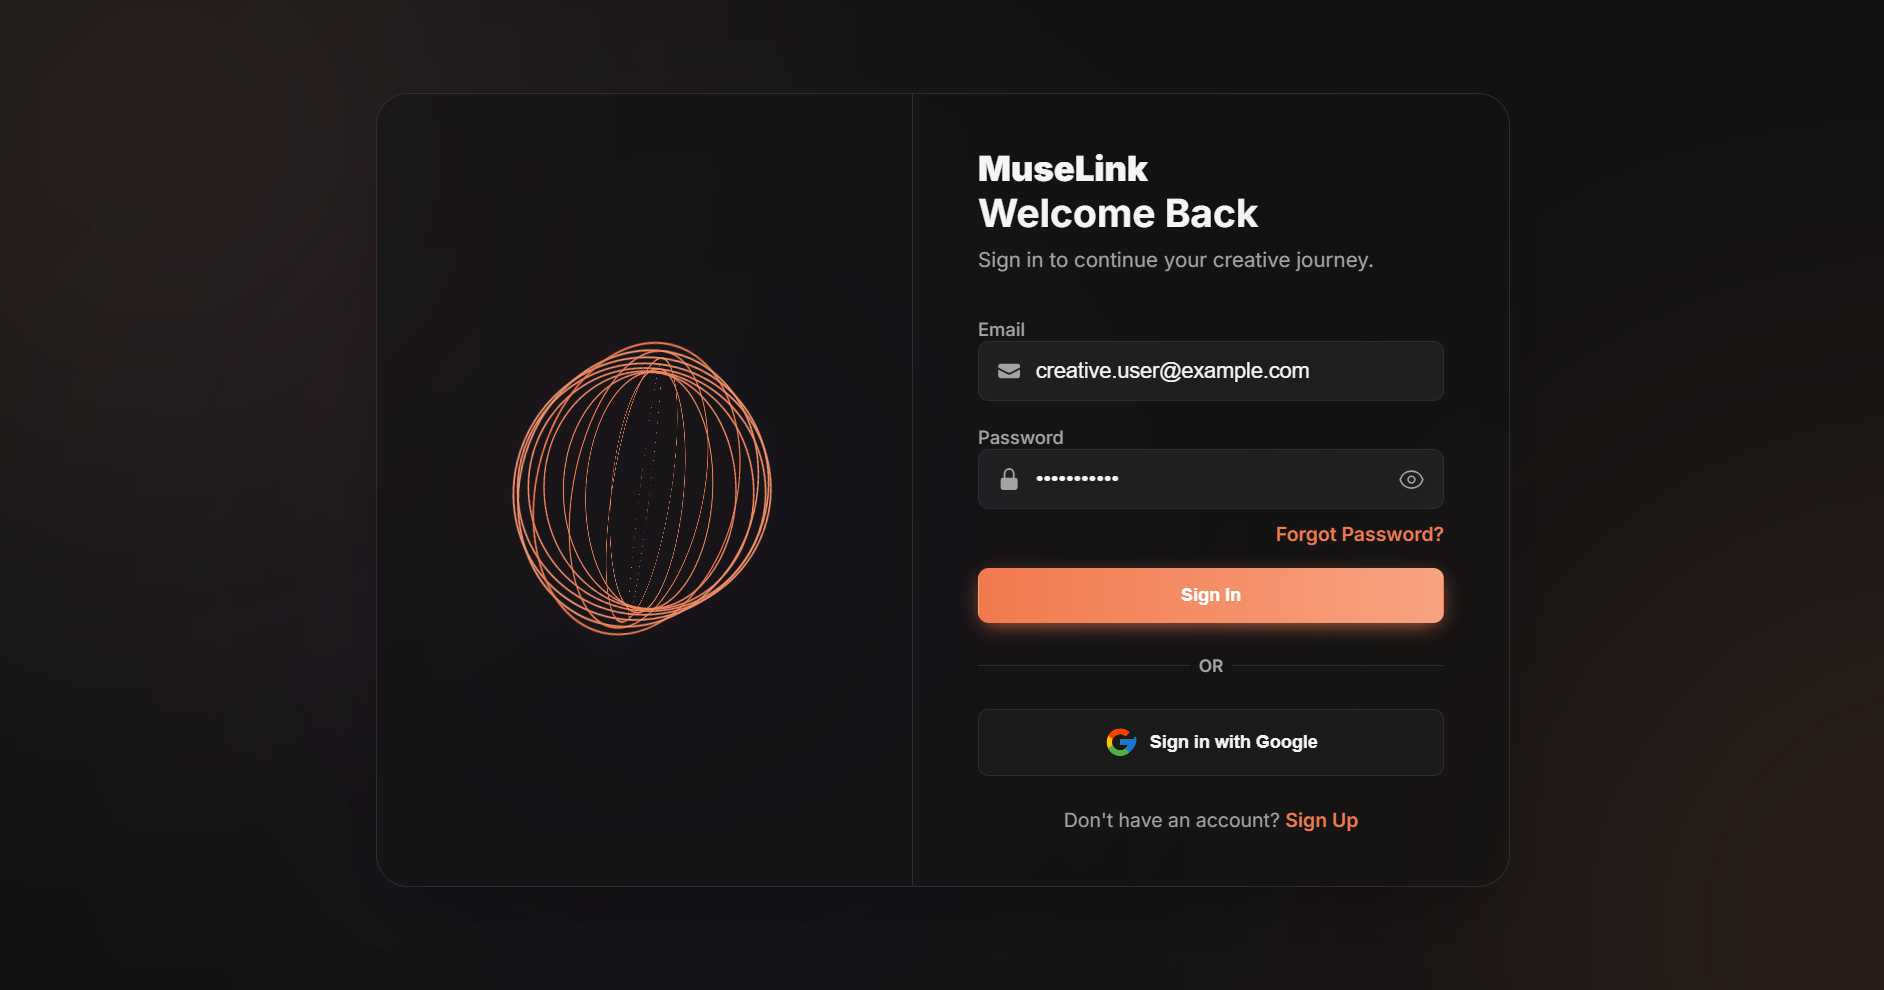 MuseLink
Welcome Back
Sign in to continue your creative journey.
Email
creative.user@example.com
Password
•••••••••••
Forgot Password?
Sign In
OR
Sign in with Google
Don't have an account? Sign Up